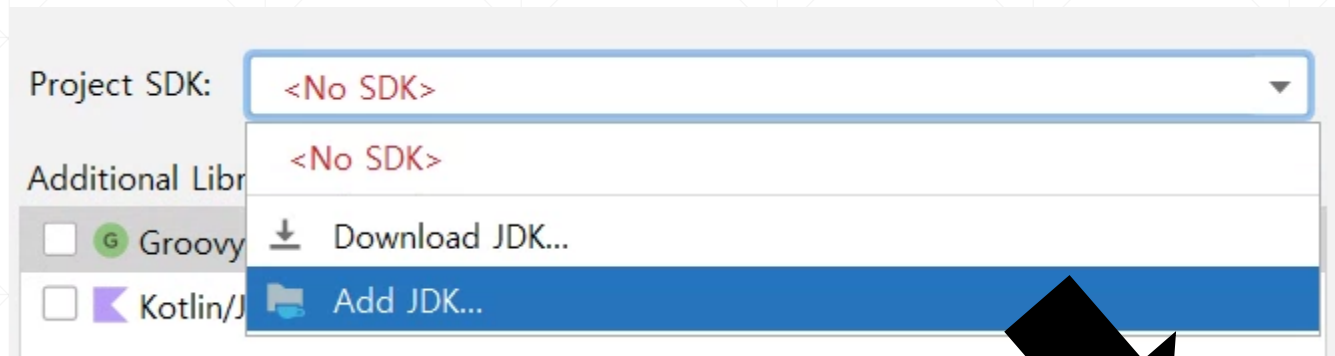 Project SDK: <No SDK>
<No SDK>
Additional Libr
G Groovy
Download JDK...
Kotlin/J
Add JDK...